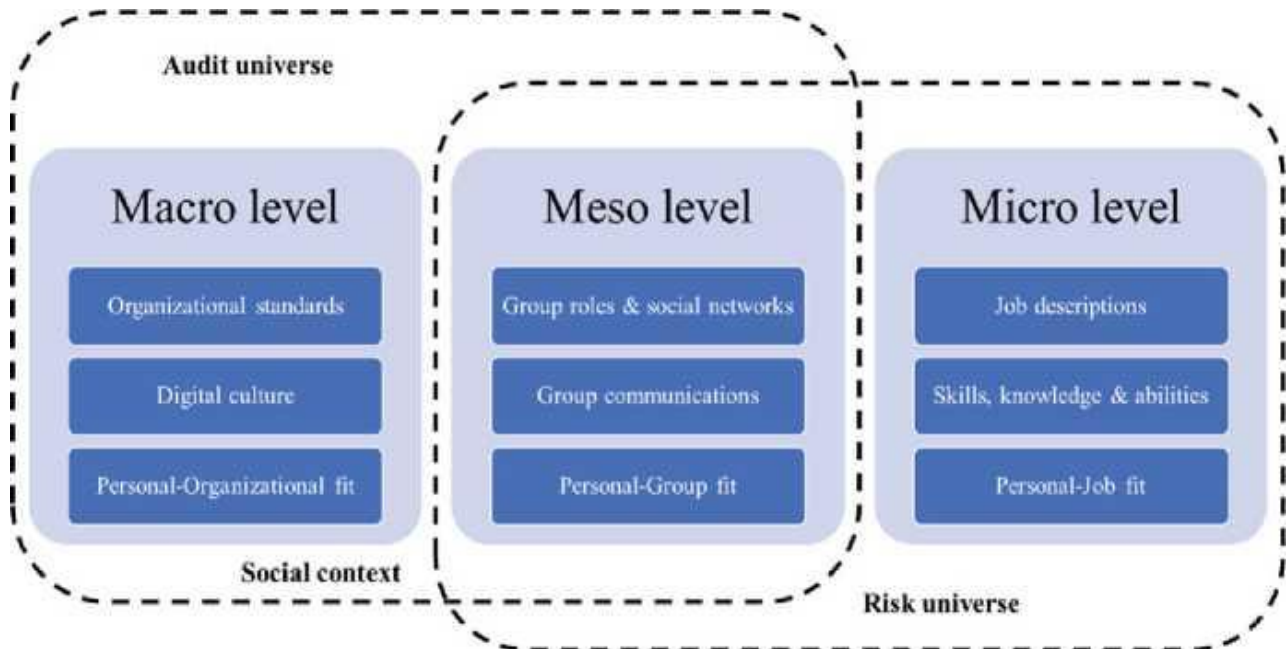 Audit universe
Macro level
Organizational standards
Digital culture
Personal-Organizational fit
Meso level
Group roles & social networks
Group communications
Personal-Group fit
Micro level
Job descriptions
Skills, knowledge & abilities
Personal-Job fit
Social context
Risk universe